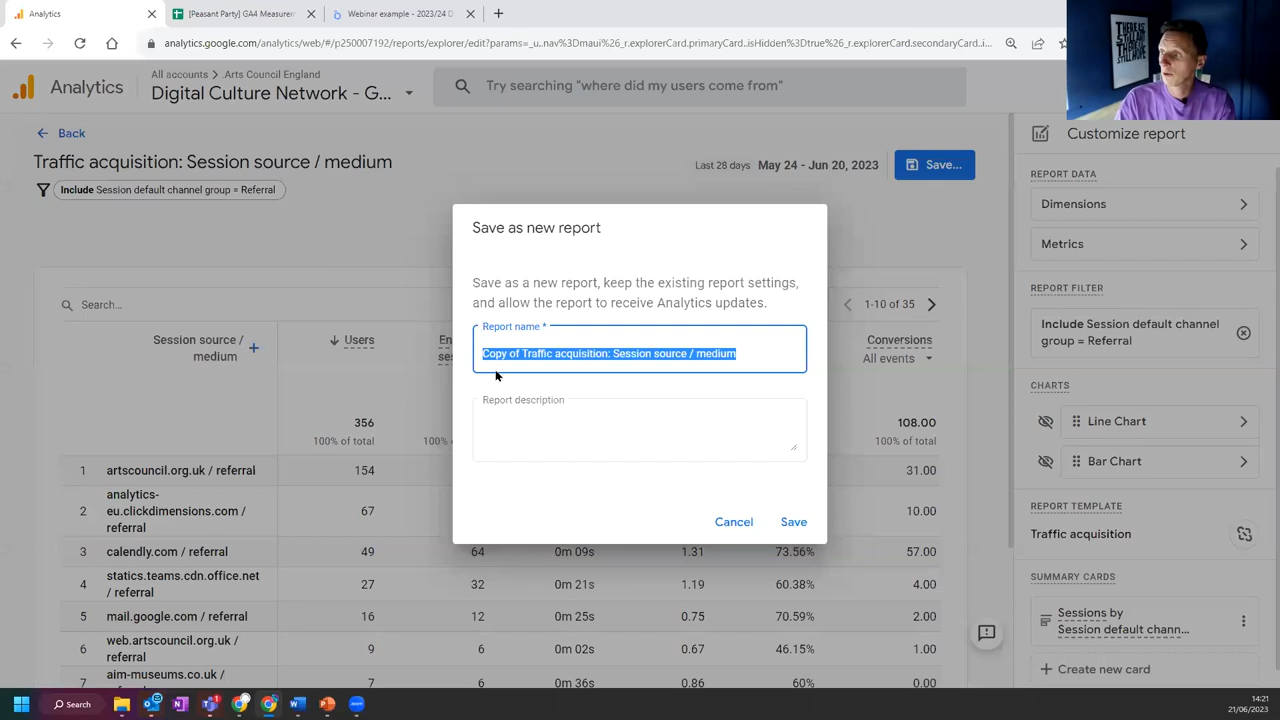 Analytics
[Peasant Party] GA4 Measurem
Webinar example - 2023/24 D
analytics.google.com/analytics/web/#/p250007192/reports/explorer/edit?params=_u..nav%3Dmaui%26_r.explorerCard.primaryCard.isHidden%3Dtrue%26_r.explorerCard.secondaryCard.i...
THERE IS
Analytics
All accounts > Arts Council England
Digital Culture Network - G...
Try searching "where did my users come from"
Back
Traffic acquisition: Session source / medium
Last 28 days May 24 - Jun 20, 2023
Save...
Include Session default channel group = Referral
Save as new report
Save as a new report, keep the existing report settings,
and allow the report to receive Analytics updates.
Report name *
Copy of Traffic acquisition: Session source / medium
Report description
Cancel
Save
Search...
1-10 of 35
Session source /
medium
Users
En
se
Conversions
All events
356
100% of total
100%
108.00
100% of total
1 artscouncil.org.uk / referral 154 31.00
2 analytics-
eu.clickdimensions.com /
referral
67 10.00
3 calendly.com / referral 49 64 0m 09s 1.31 73.56% 57.00
4 statics.teams.cdn.office.net
/ referral
27 32 0m 21s 1.19 60.38% 4.00
5 mail.google.com / referral 16 12 0m 25s 0.75 70.59% 2.00
6 web.artscouncil.org.uk /
referral
9 6 0m 02s 0.67 46.15% 1.00
7 aim-museums.co.uk / 7 6 0m 36s 0.86 60% 0.00
Customize report
REPORT DATA
Dimensions
Metrics
REPORT FILTER
Include Session default channel
group = Referral
CHARTS
Line Chart
Bar Chart
REPORT TEMPLATE
Traffic acquisition
SUMMARY CARDS
Sessions by
Session default chann...
Create new card
Search
14:21
21/06/2023